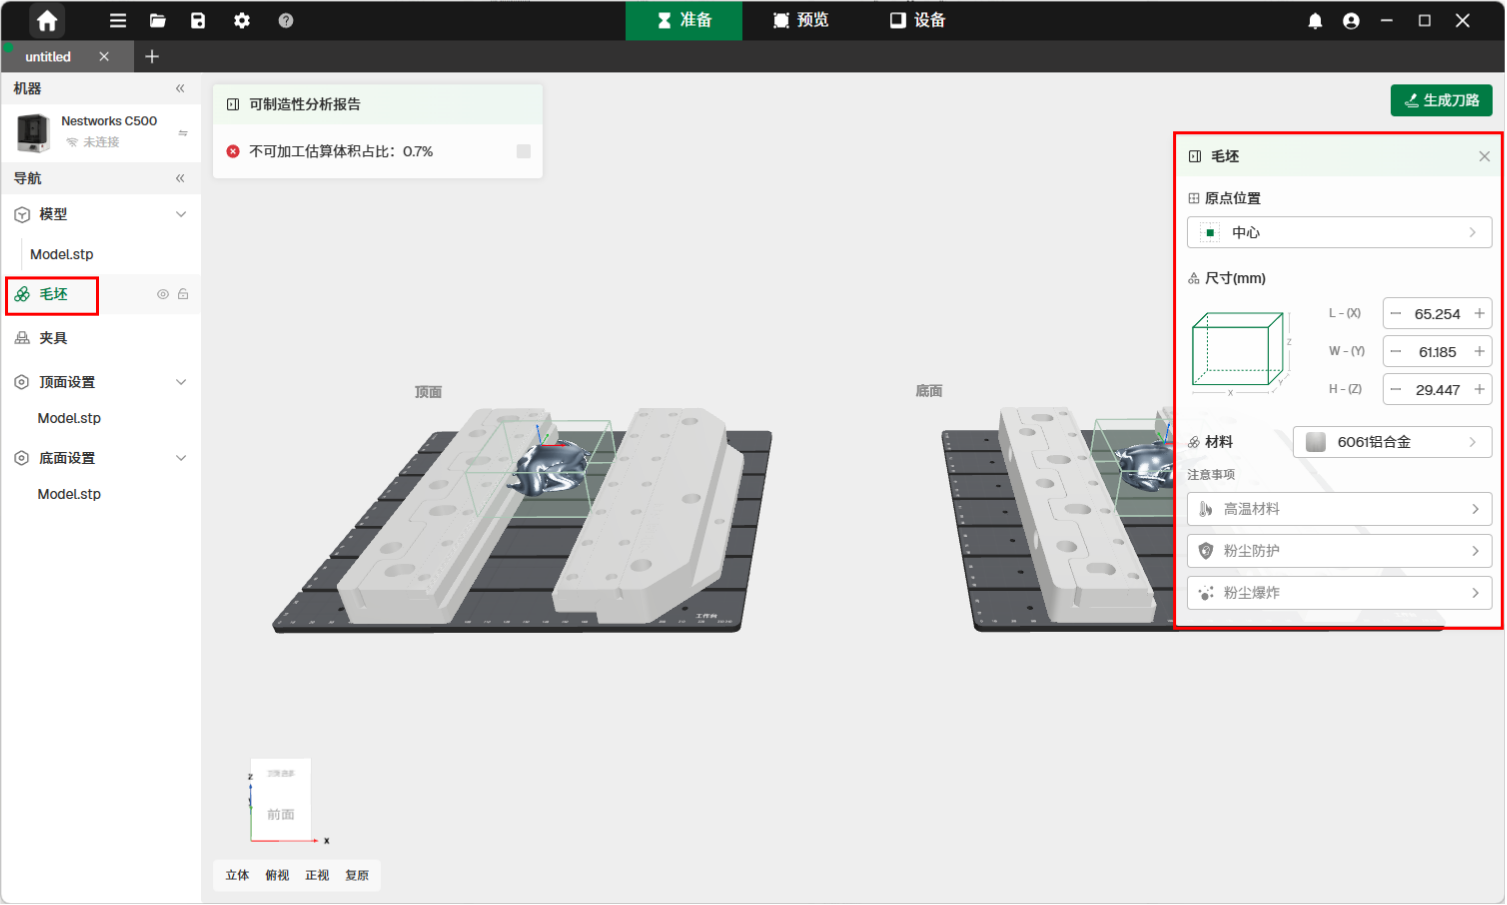 准备
预览
设备
untitled
机器
Nestworks C500
未连接
导航
模型
Model.stp
毛坯
夹具
顶面设置
Model.stp
底面设置
Model.stp
可制造性分析报告
不可加工估算体积占比：0.7%
生成刀路
毛坯
原点位置
中心
尺寸(mm)
L - (X)
65.254
W - (Y)
61.185
H - (Z)
29.447
X
Y
Z
材料
6061铝合金
注意事项
高温材料
粉尘防护
粉尘爆炸
顶面
底面
Z
前面
X
立体
俯视
正视
复原